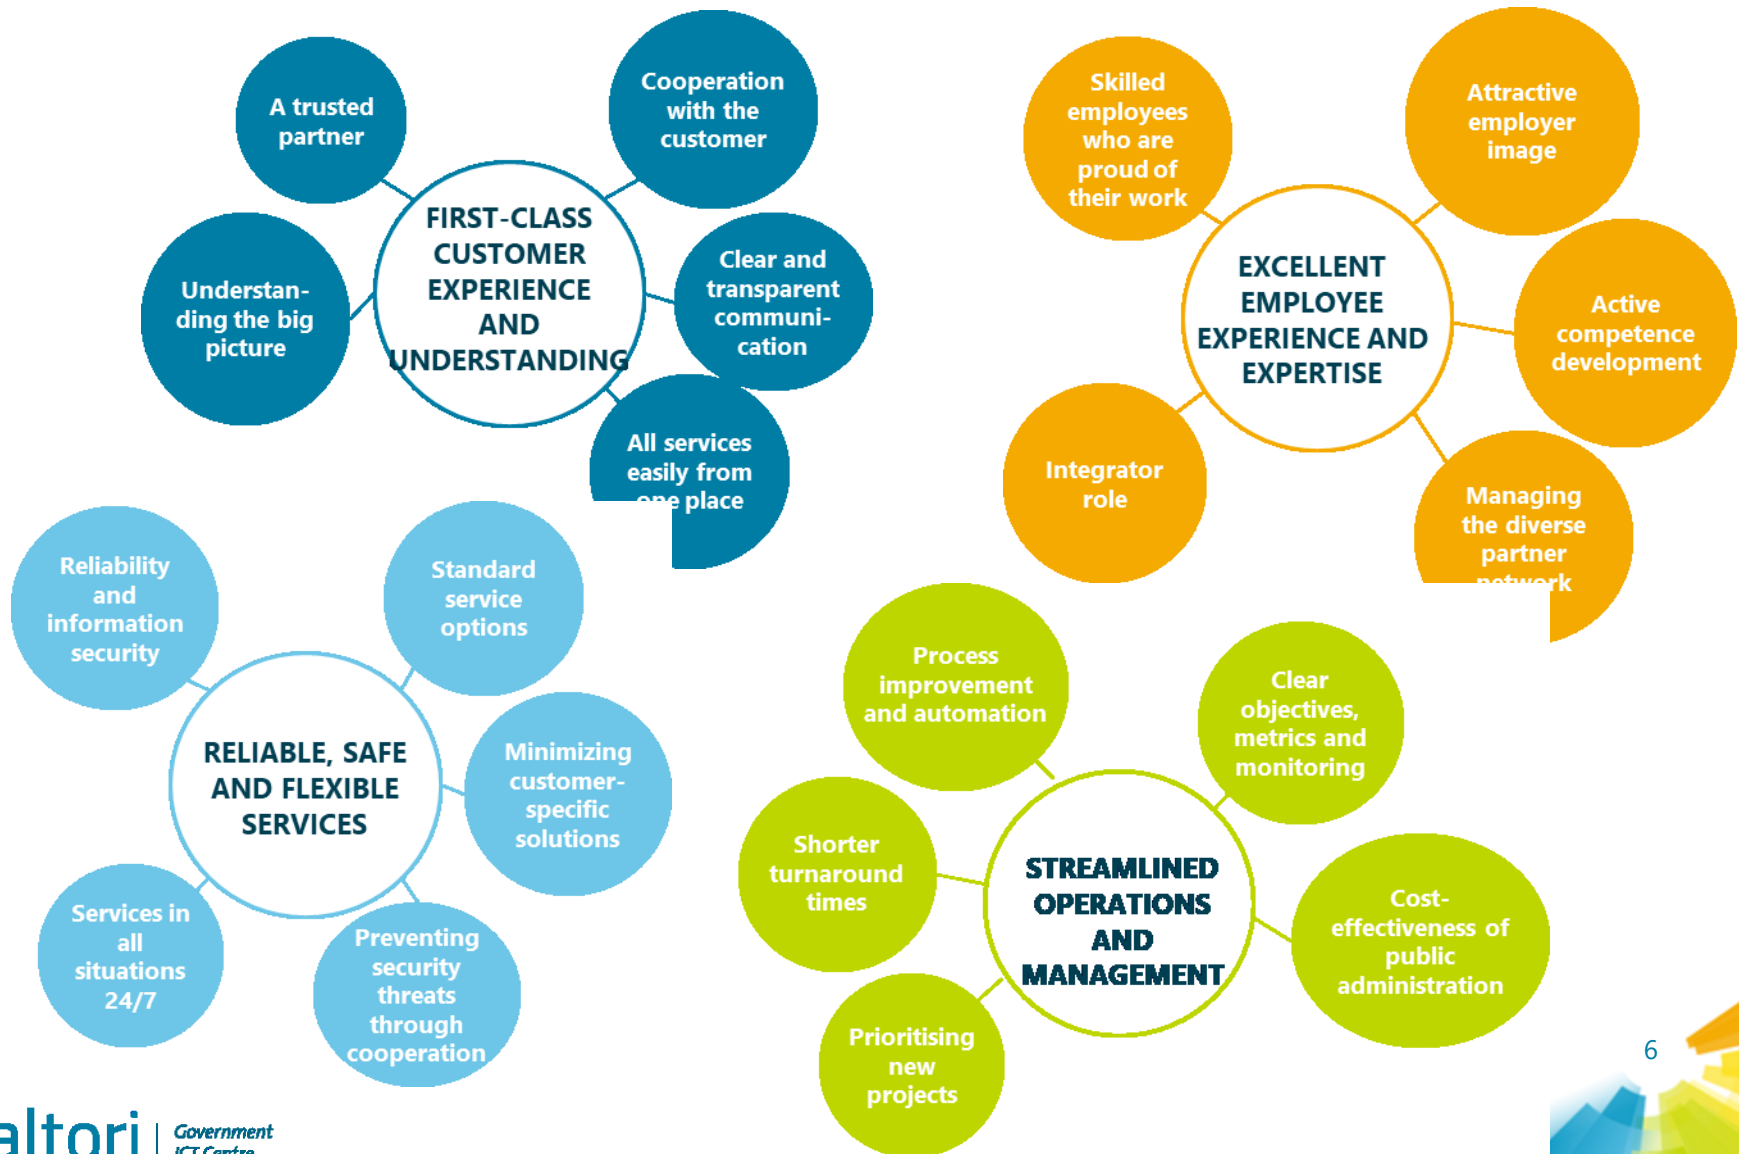 A trusted
partner
Cooperation
with the
customer
FIRST-CLASS
CUSTOMER
EXPERIENCE
AND
UNDERSTANDING
Understan-
ding the big
picture
Clear and
transparent
communi-
cation
All services
easily from
one place
Skilled
employees
who are
proud of
their work
Attractive
employer
image
EXCELLENT
EMPLOYEE
EXPERIENCE AND
EXPERTISE
Active
competence
development
Integrator
role
Managing
the diverse
partner
network
Reliability
and
information
security
Standard
service
options
RELIABLE, SAFE
AND FLEXIBLE
SERVICES
Minimizing
customer-
specific
solutions
Services in
all
situations
24/7
Preventing
security
threats
through
cooperation
Process
improvement
and automation
Clear
objectives,
metrics and
monitoring
Shorter
turnaround
times
STREAMLINED
OPERATIONS
AND
MANAGEMENT
Cost-
effectiveness of
public
administration
Prioritising
new
projects
6
altori
Government
ICT Centre